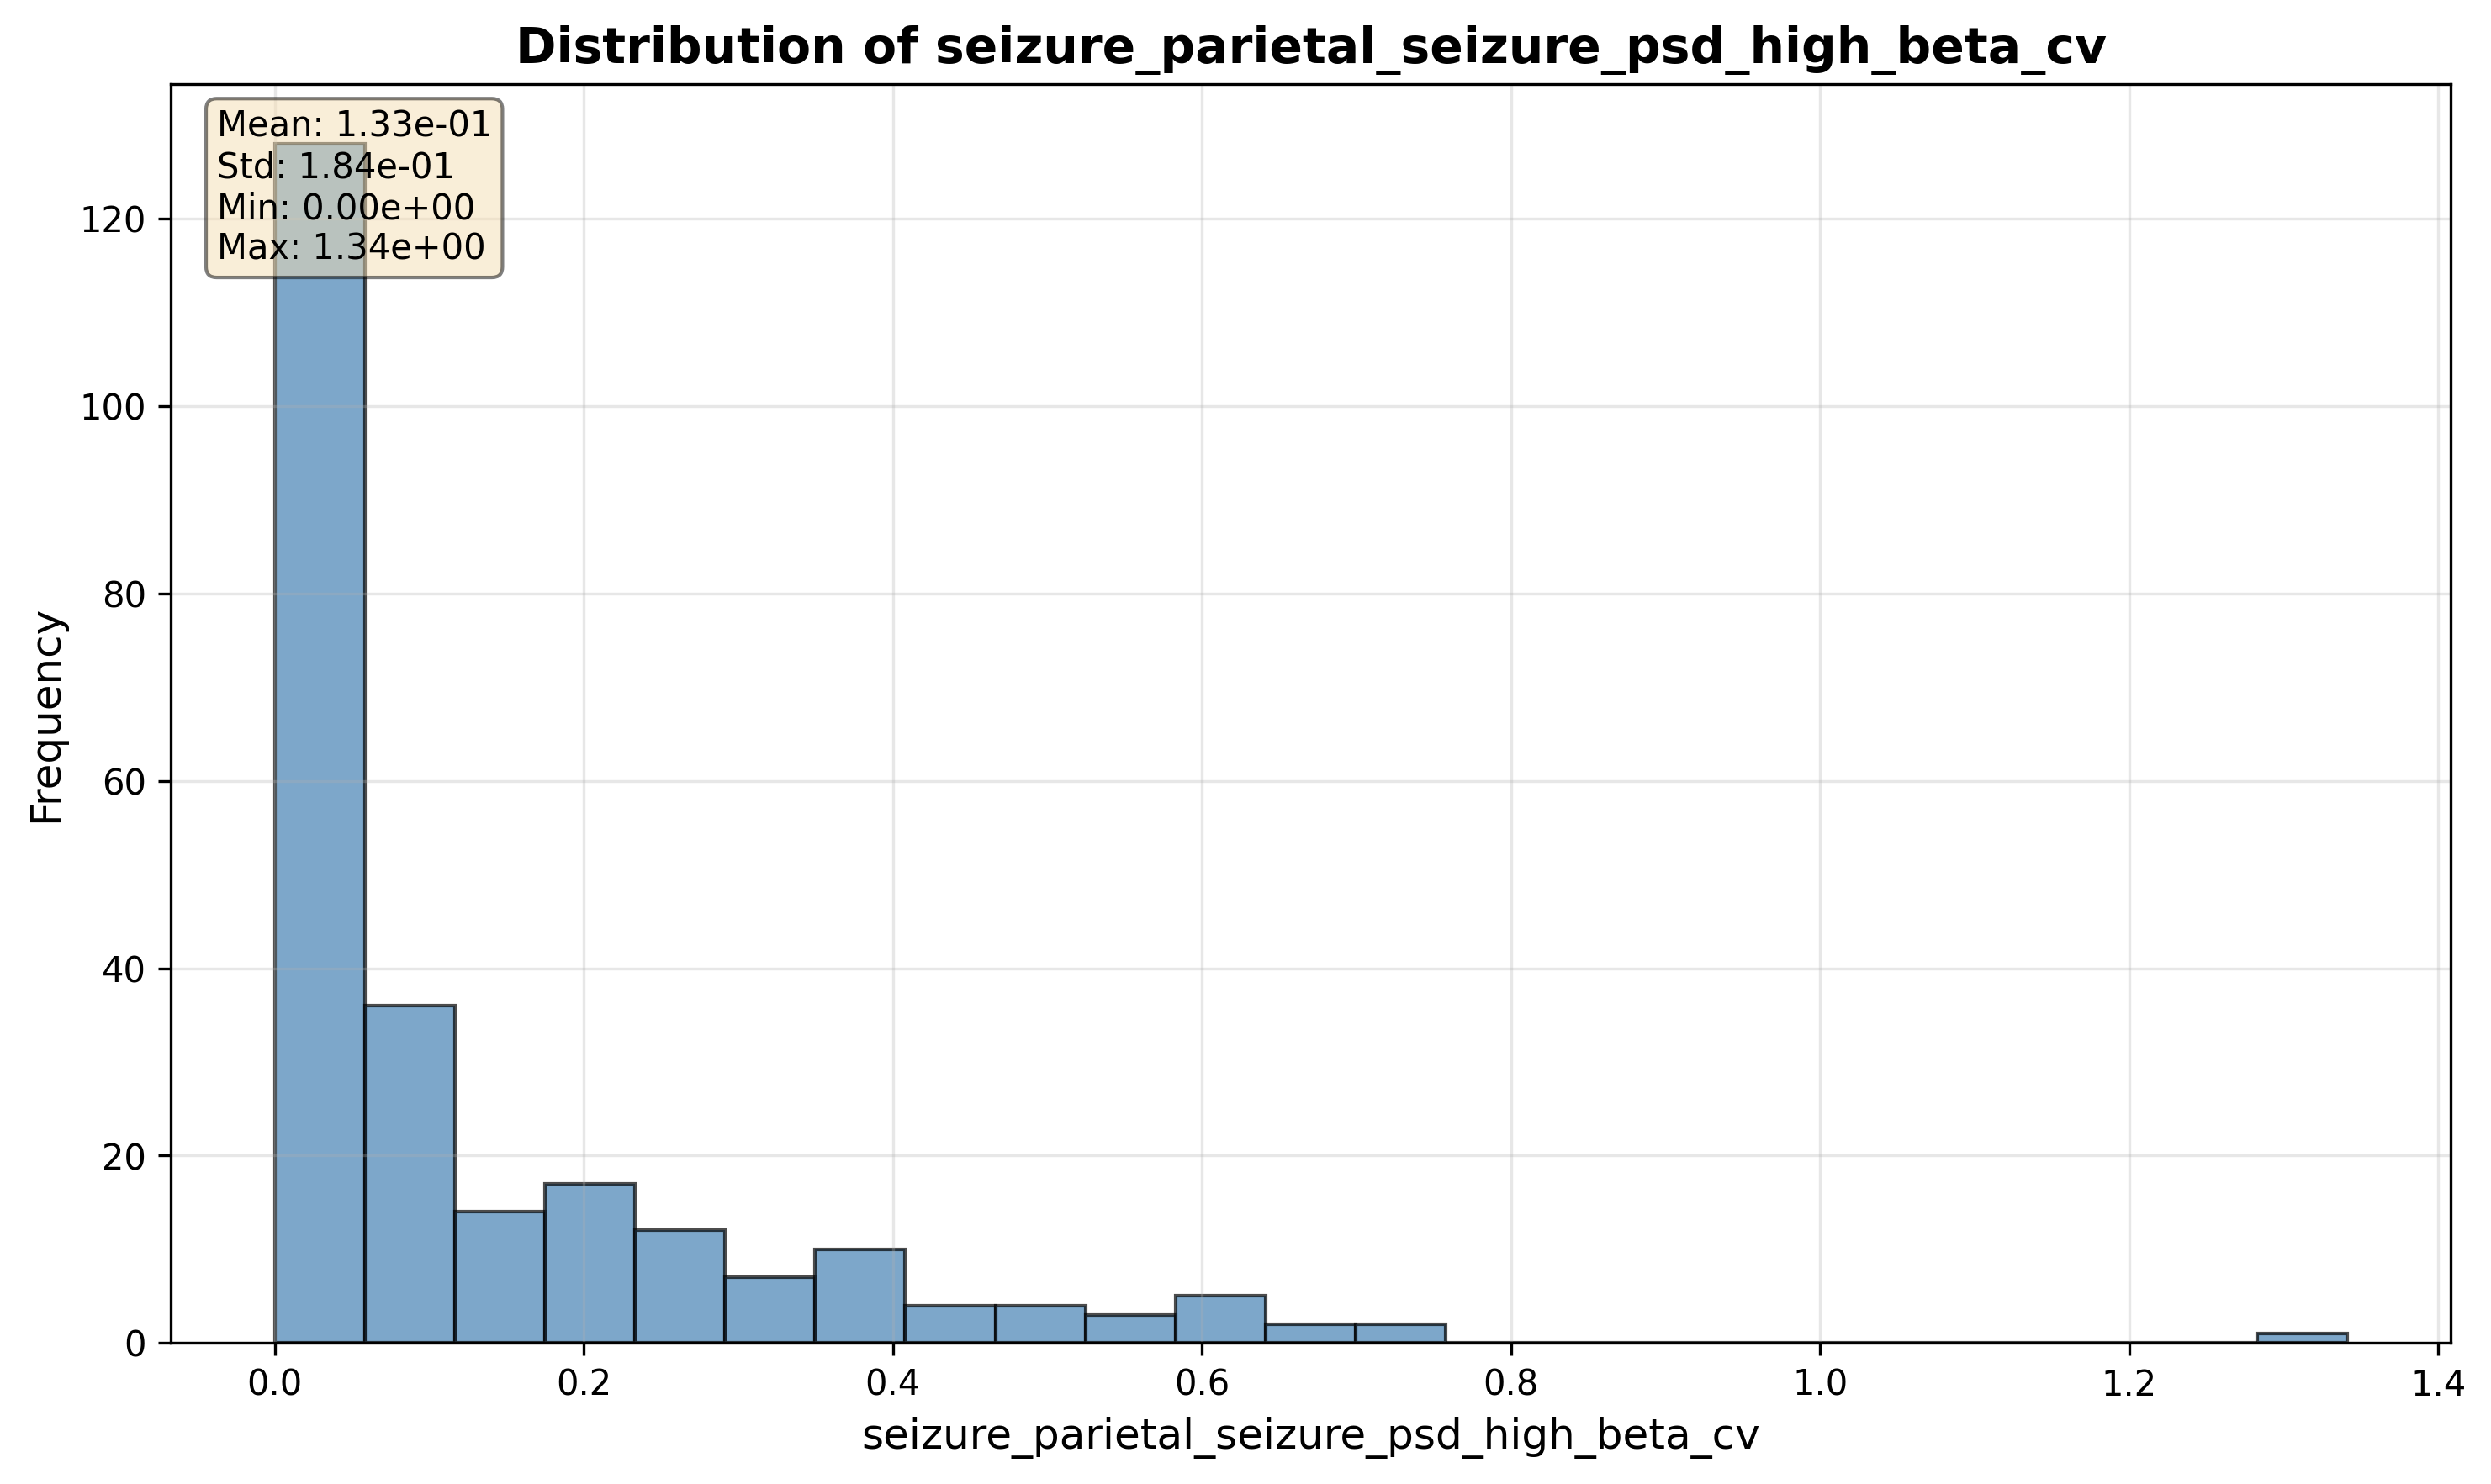 Distribution of seizure_parietal_seizure_psd_high_beta_cv
Mean: 1.33e-01
Std: 1.84e-01
Min: 0.00e+00
Max: 1.34e+00
120
100
80
60
40
20
0
Frequency
0.0 0.2 0.4 0.6 0.8 1.0 1.2 1.4
seizure_parietal_seizure_psd_high_beta_cv